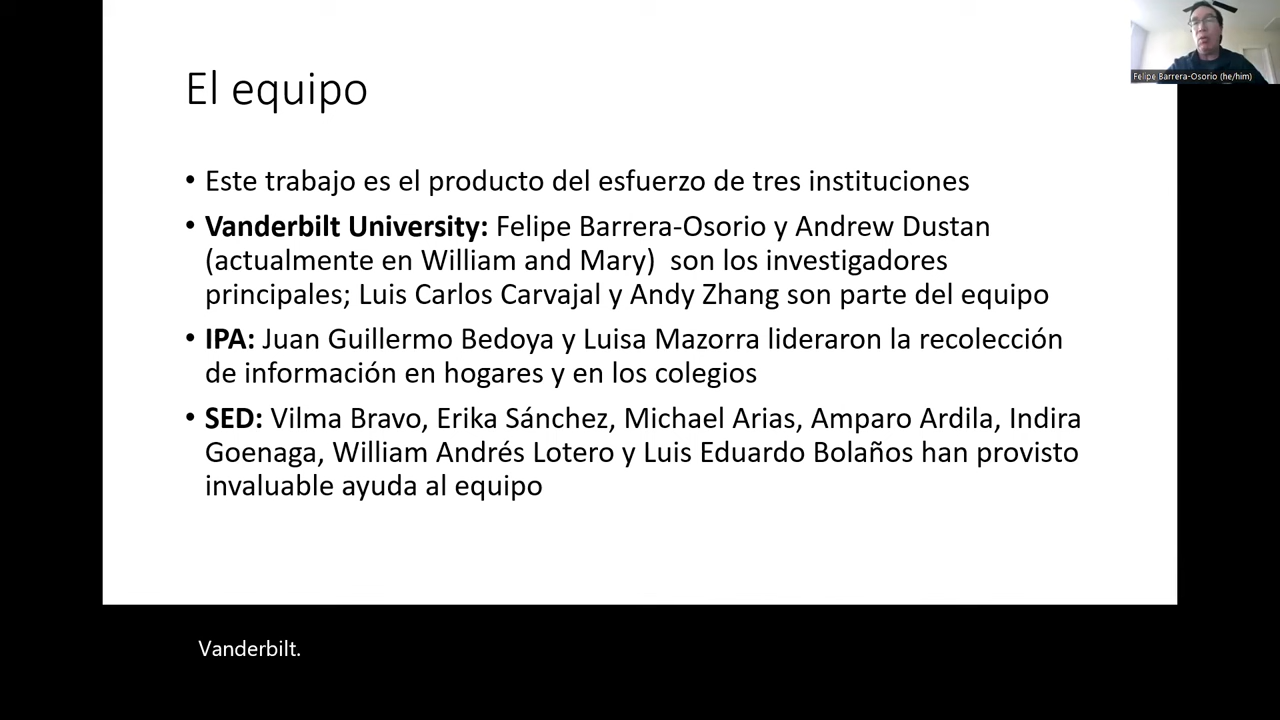 El equipo
Felipe Barrera-Osorio (he/him)
• Este trabajo es el producto del esfuerzo de tres instituciones
• Vanderbilt University: Felipe Barrera-Osorio y Andrew Dustan
(actualmente en William and Mary)  son los investigadores
principales; Luis Carlos Carvajal y Andy Zhang son parte del equipo
• IPA: Juan Guillermo Bedoya y Luisa Mazorra lideraron la recolección
de información en hogares y en los colegios
• SED: Vilma Bravo, Erika Sánchez, Michael Arias, Amparo Ardila, Indira
Goenaga, William Andrés Lotero y Luis Eduardo Bolaños han provisto
invaluable ayuda al equipo
Vanderbilt.